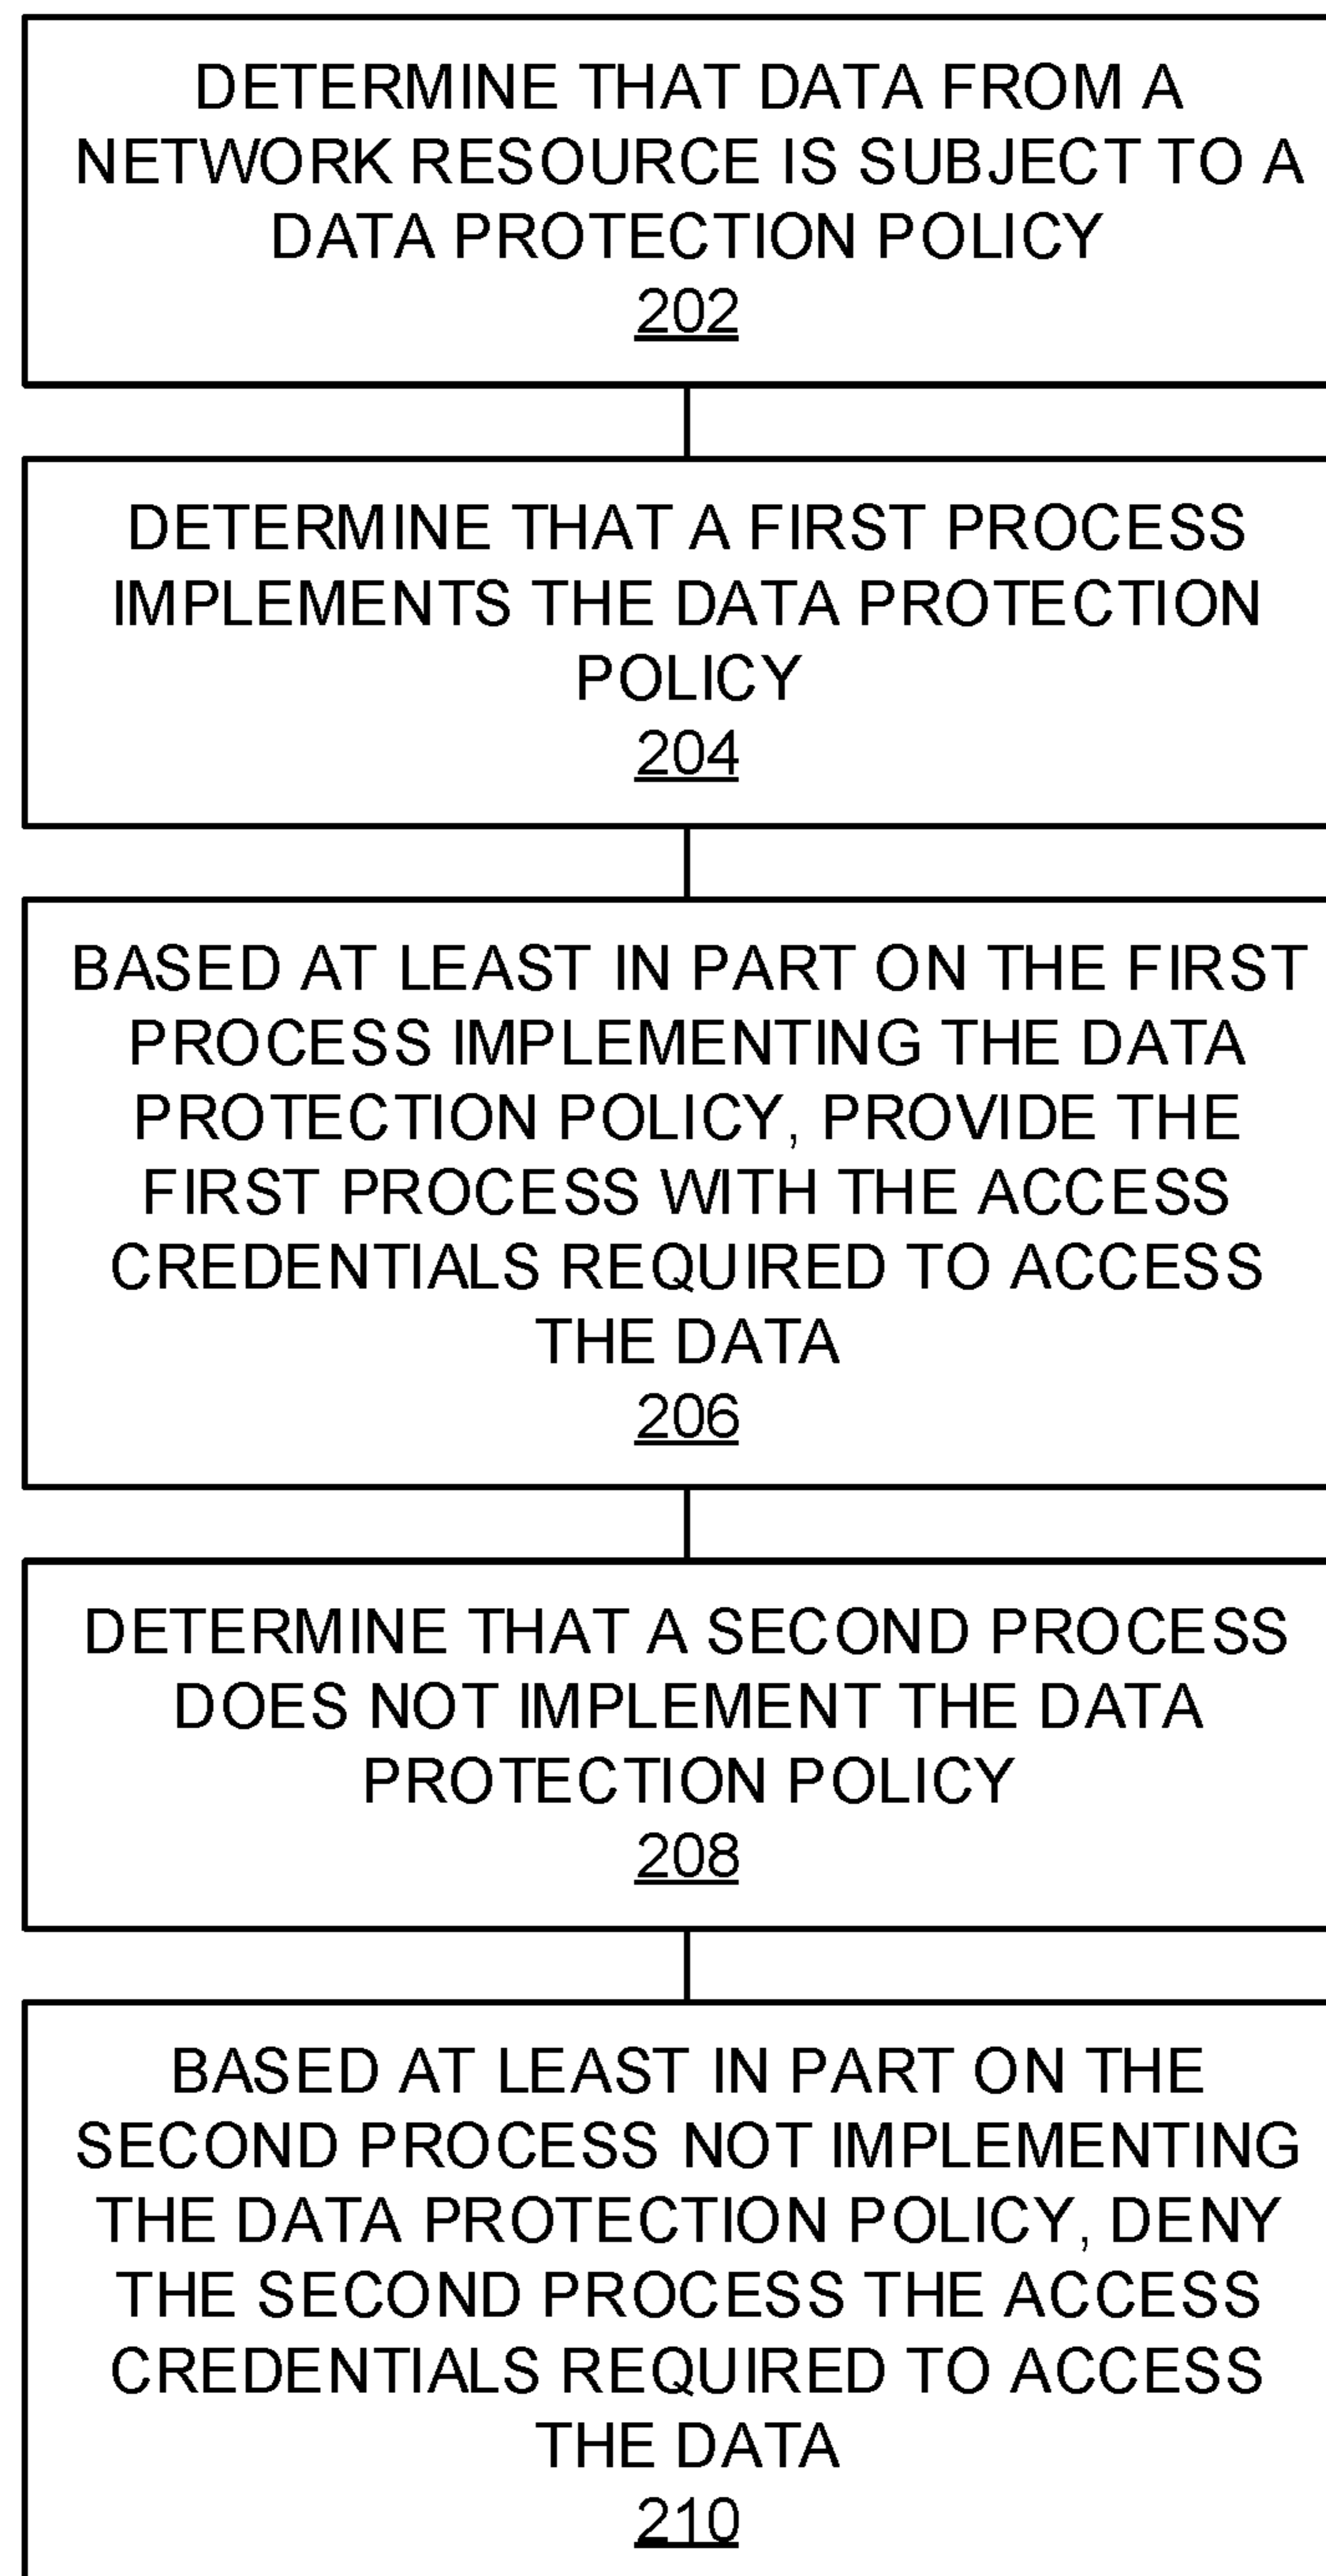 DETERMINE THAT DATA FROM A
NETWORK RESOURCE IS SUBJECT TO A
DATA PROTECTION POLICY
202
DETERMINE THAT A FIRST PROCESS
IMPLEMENTS THE DATA PROTECTION
POLICY
204
BASED AT LEAST IN PART ON THE FIRST
PROCESS IMPLEMENTING THE DATA
PROTECTION POLICY, PROVIDE THE
FIRST PROCESS WITH THE ACCESS
CREDENTIALS REQUIRED TO ACCESS
THE DATA
206
DETERMINE THAT A SECOND PROCESS
DOES NOT IMPLEMENT THE DATA
PROTECTION POLICY
208
BASED AT LEAST IN PART ON THE
SECOND PROCESS NOT IMPLEMENTING
THE DATA PROTECTION POLICY, DENY
THE SECOND PROCESS THE ACCESS
CREDENTIALS REQUIRED TO ACCESS
THE DATA
210